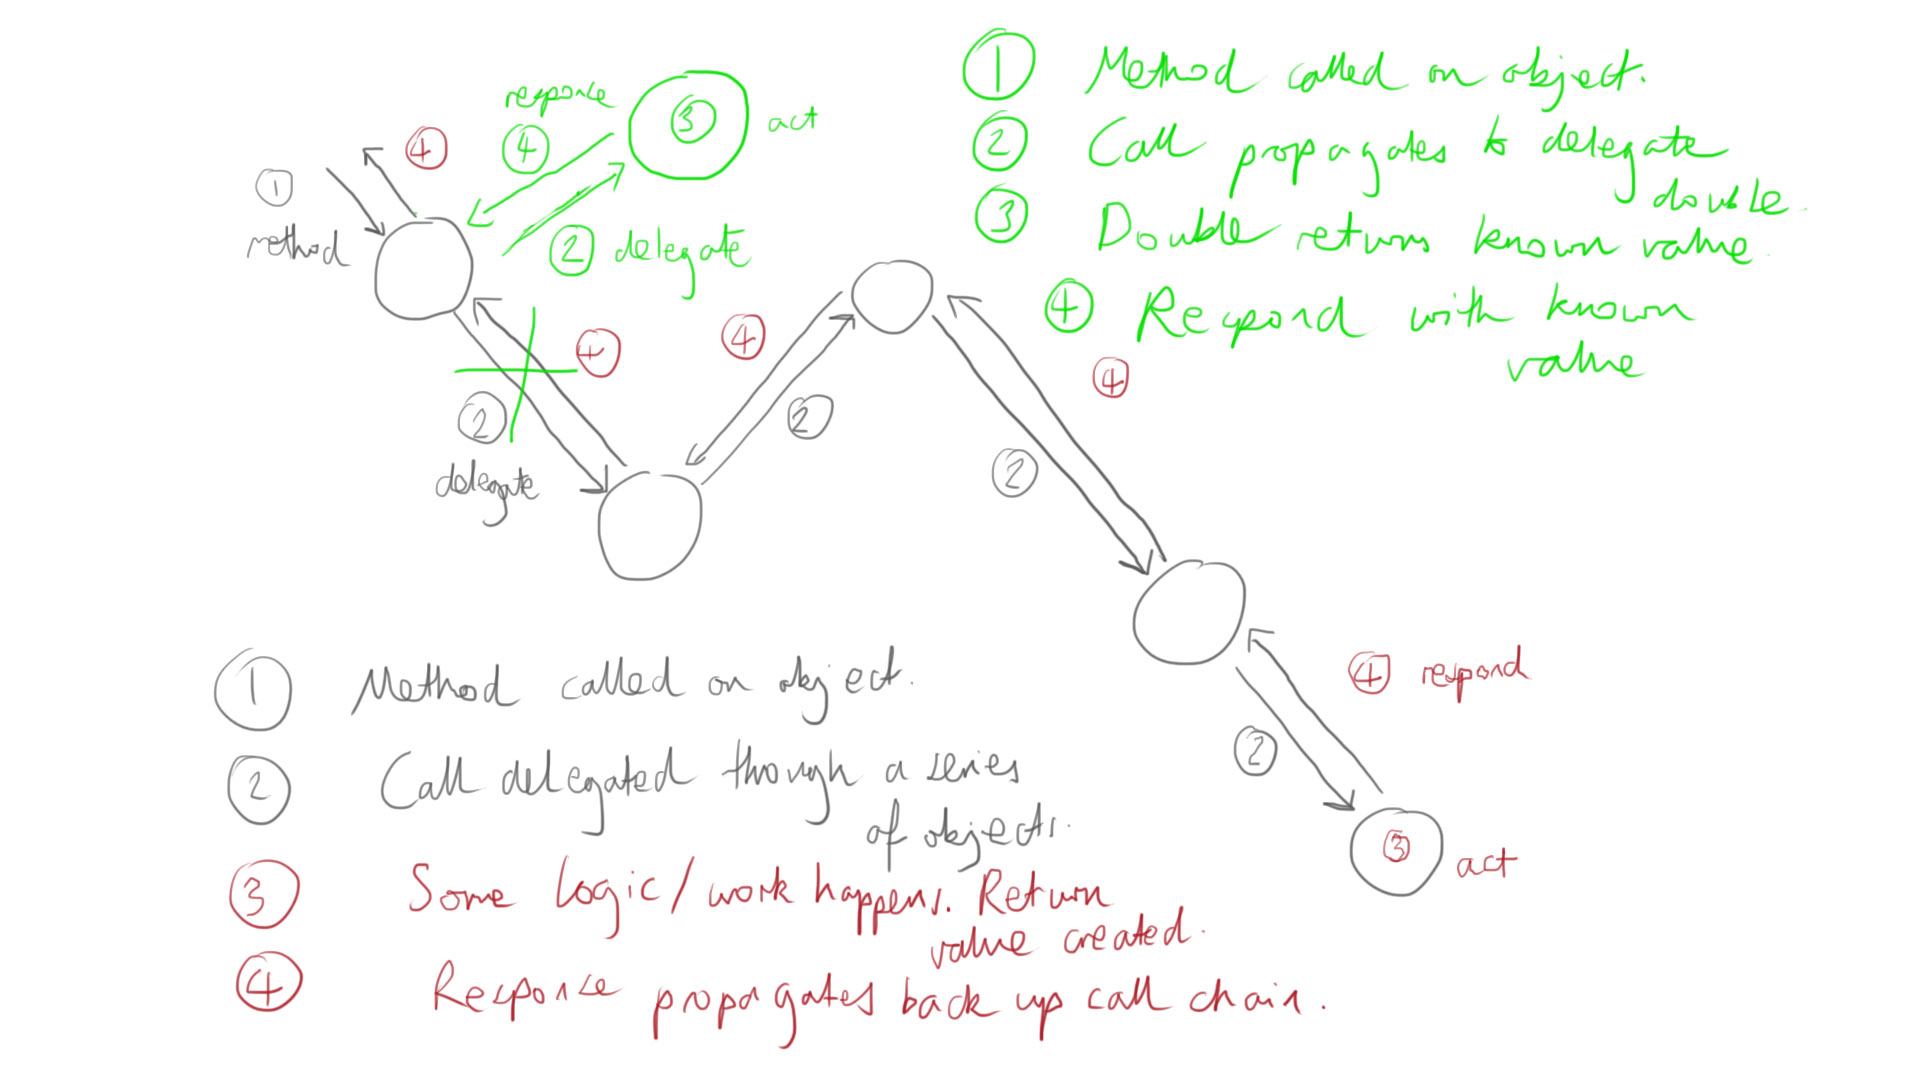 ① Method called on object.
② Call propagates to delegate
double.
③ Double returns known value.
④ Respond with known
value
response
④
③
act
② delegate
④
①
method
④
②
delegate
④
②
④
②
④ respond
②
③
act
① Method called on object.
② Call delegated through a series
of objects.
③ Some logic/work happens. Return
value created.
④ Response propagates back up call chain.